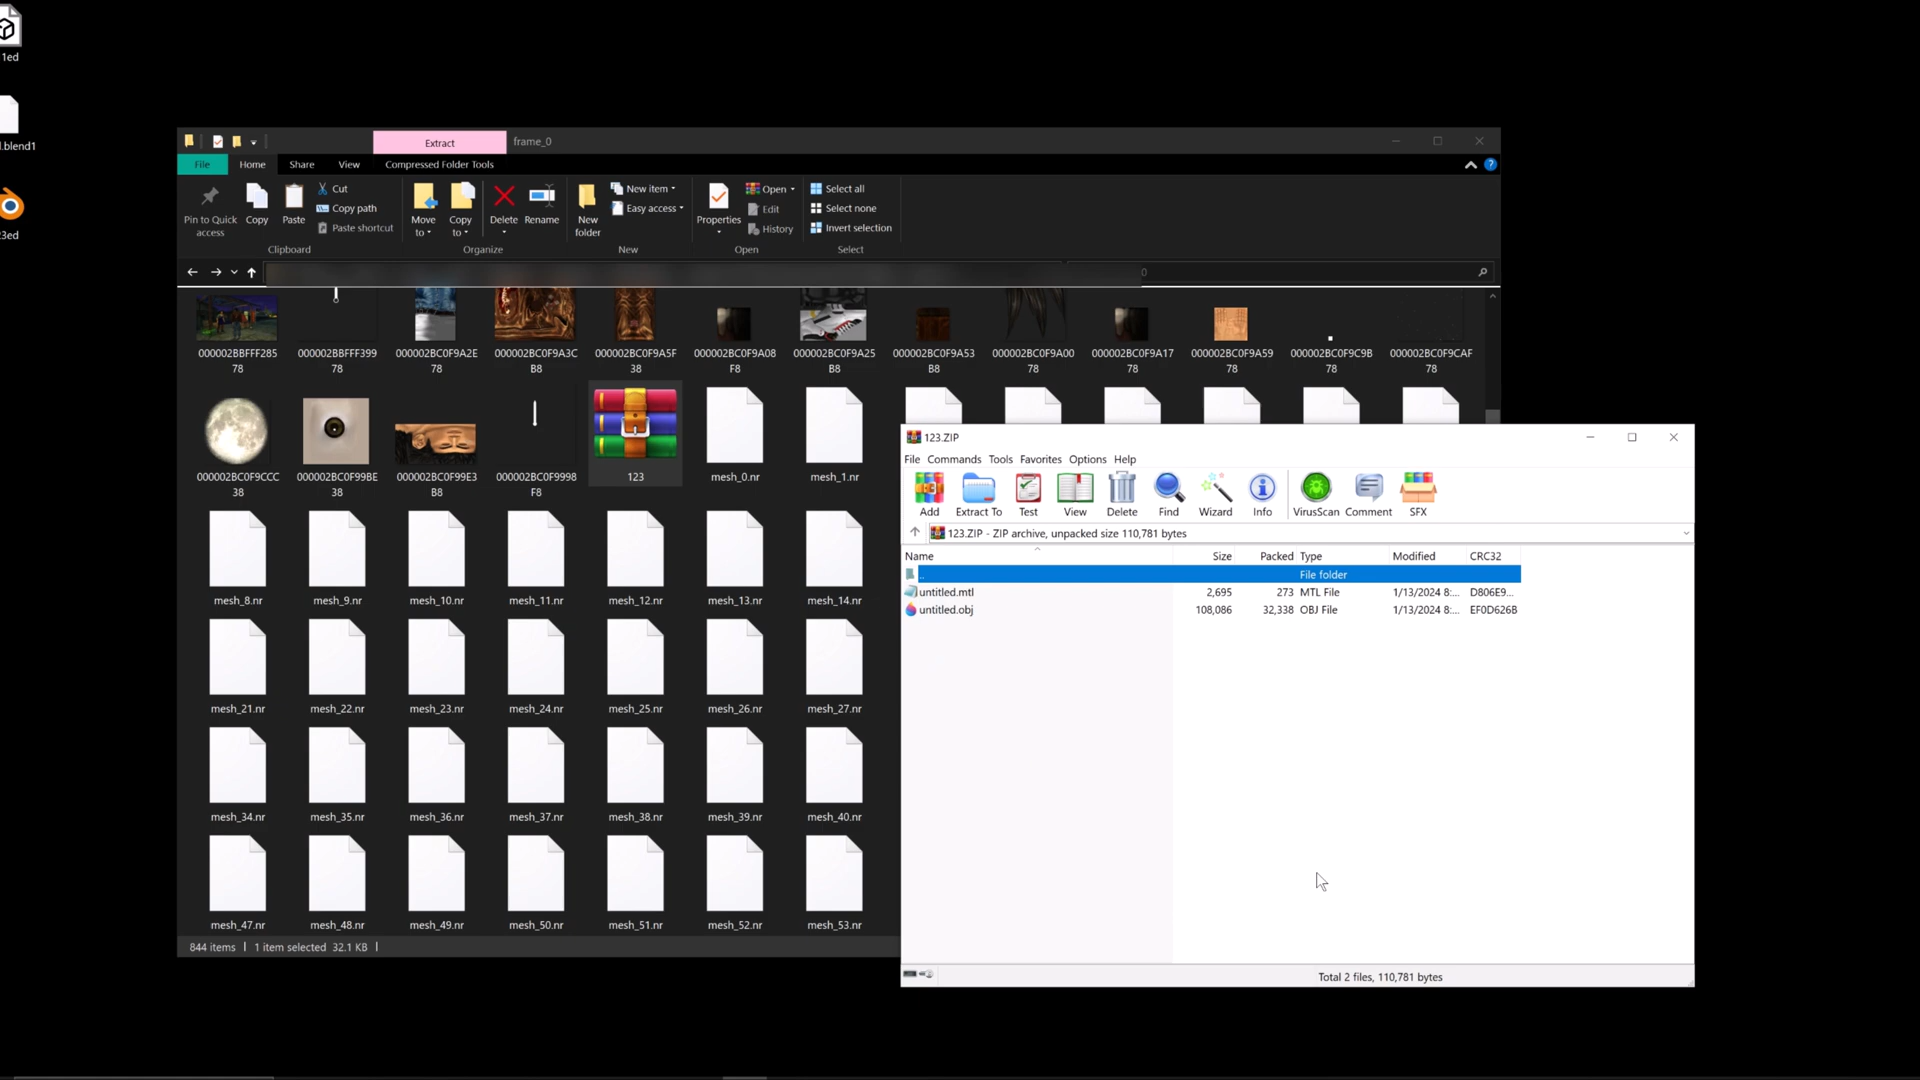 1ed
l.blend1
3ed
Extract
frame_0
File
Home
Share
View
Compressed Folder Tools
Pin to Quick
access
Copy
Paste
Cut
Copy path
Paste shortcut
Clipboard
Move
to
Copy
to
Delete
Rename
Organize
New
folder
New item
Easy access
New
Properties
Open
Edit
History
Open
Select all
Select none
Invert selection
Select
0
000002BBFFF285
78
000002BBFFF399
78
000002BC0F9A2E
78
000002BC0F9A3C
B8
000002BC0F9A5F
38
000002BC0F9A08
F8
000002BC0F9A25
B8
000002BC0F9A53
B8
000002BC0F9A00
78
000002BC0F9A17
78
000002BC0F9A59
78
000002BC0F9C9B
78
000002BC0F9CAF
78
000002BC0F9CCC
38
000002BC0F99BE
38
000002BC0F99E3
B8
000002BC0F9998
F8
123
mesh_0.nr
mesh_1.nr
mesh_8.nr
mesh_9.nr
mesh_10.nr
mesh_11.nr
mesh_12.nr
mesh_13.nr
mesh_14.nr
mesh_21.nr
mesh_22.nr
mesh_23.nr
mesh_24.nr
mesh_25.nr
mesh_26.nr
mesh_27.nr
mesh_34.nr
mesh_35.nr
mesh_36.nr
mesh_37.nr
mesh_38.nr
mesh_39.nr
mesh_40.nr
mesh_47.nr
mesh_48.nr
mesh_49.nr
mesh_50.nr
mesh_51.nr
mesh_52.nr
mesh_53.nr
844 items
1 item selected 32.1 KB
123.ZIP
File Commands Tools Favorites Options Help
Add
Extract To
Test
View
Delete
Find
Wizard
Info
VirusScan
Comment
SFX
123.ZIP - ZIP archive, unpacked size 110,781 bytes
Name Size Packed Type Modified CRC32
.. File folder
untitled.mtl 2,695 273 MTL File 1/13/2024 8:... D806E9...
untitled.obj 108,086 32,338 OBJ File 1/13/2024 8:... EF0D626B
Total 2 files, 110,781 bytes